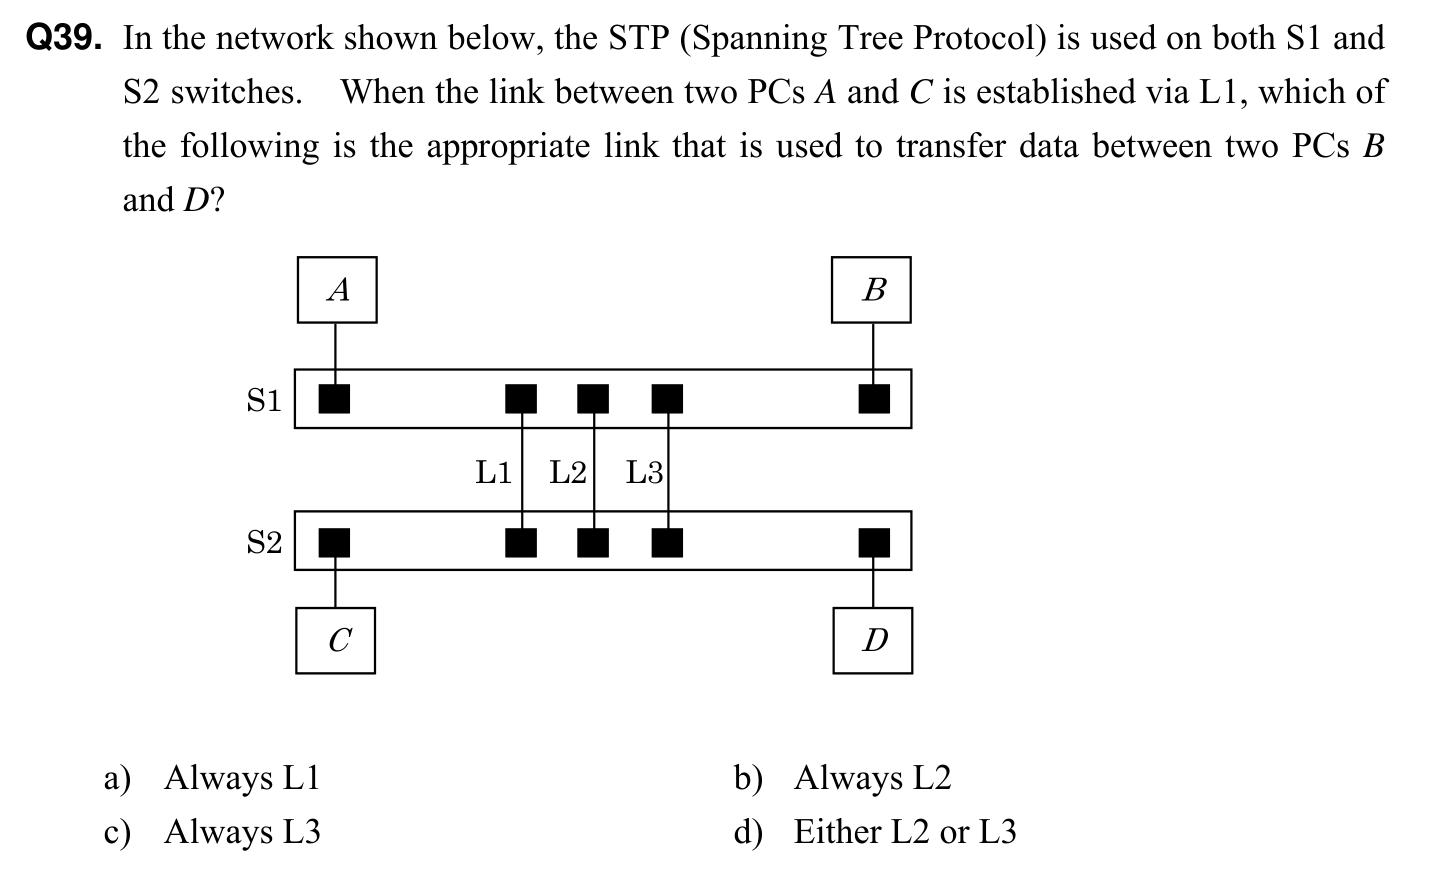 Q39. In the network shown below, the STP (Spanning Tree Protocol) is used on both S1 and
S2 switches. When the link between two PCs A and C is established via L1, which of
the following is the appropriate link that is used to transfer data between two PCs B
and D?
A
B
S1
L1
L2
L3
S2
C
D
a) Always L1
b) Always L2
c) Always L3
d) Either L2 or L3